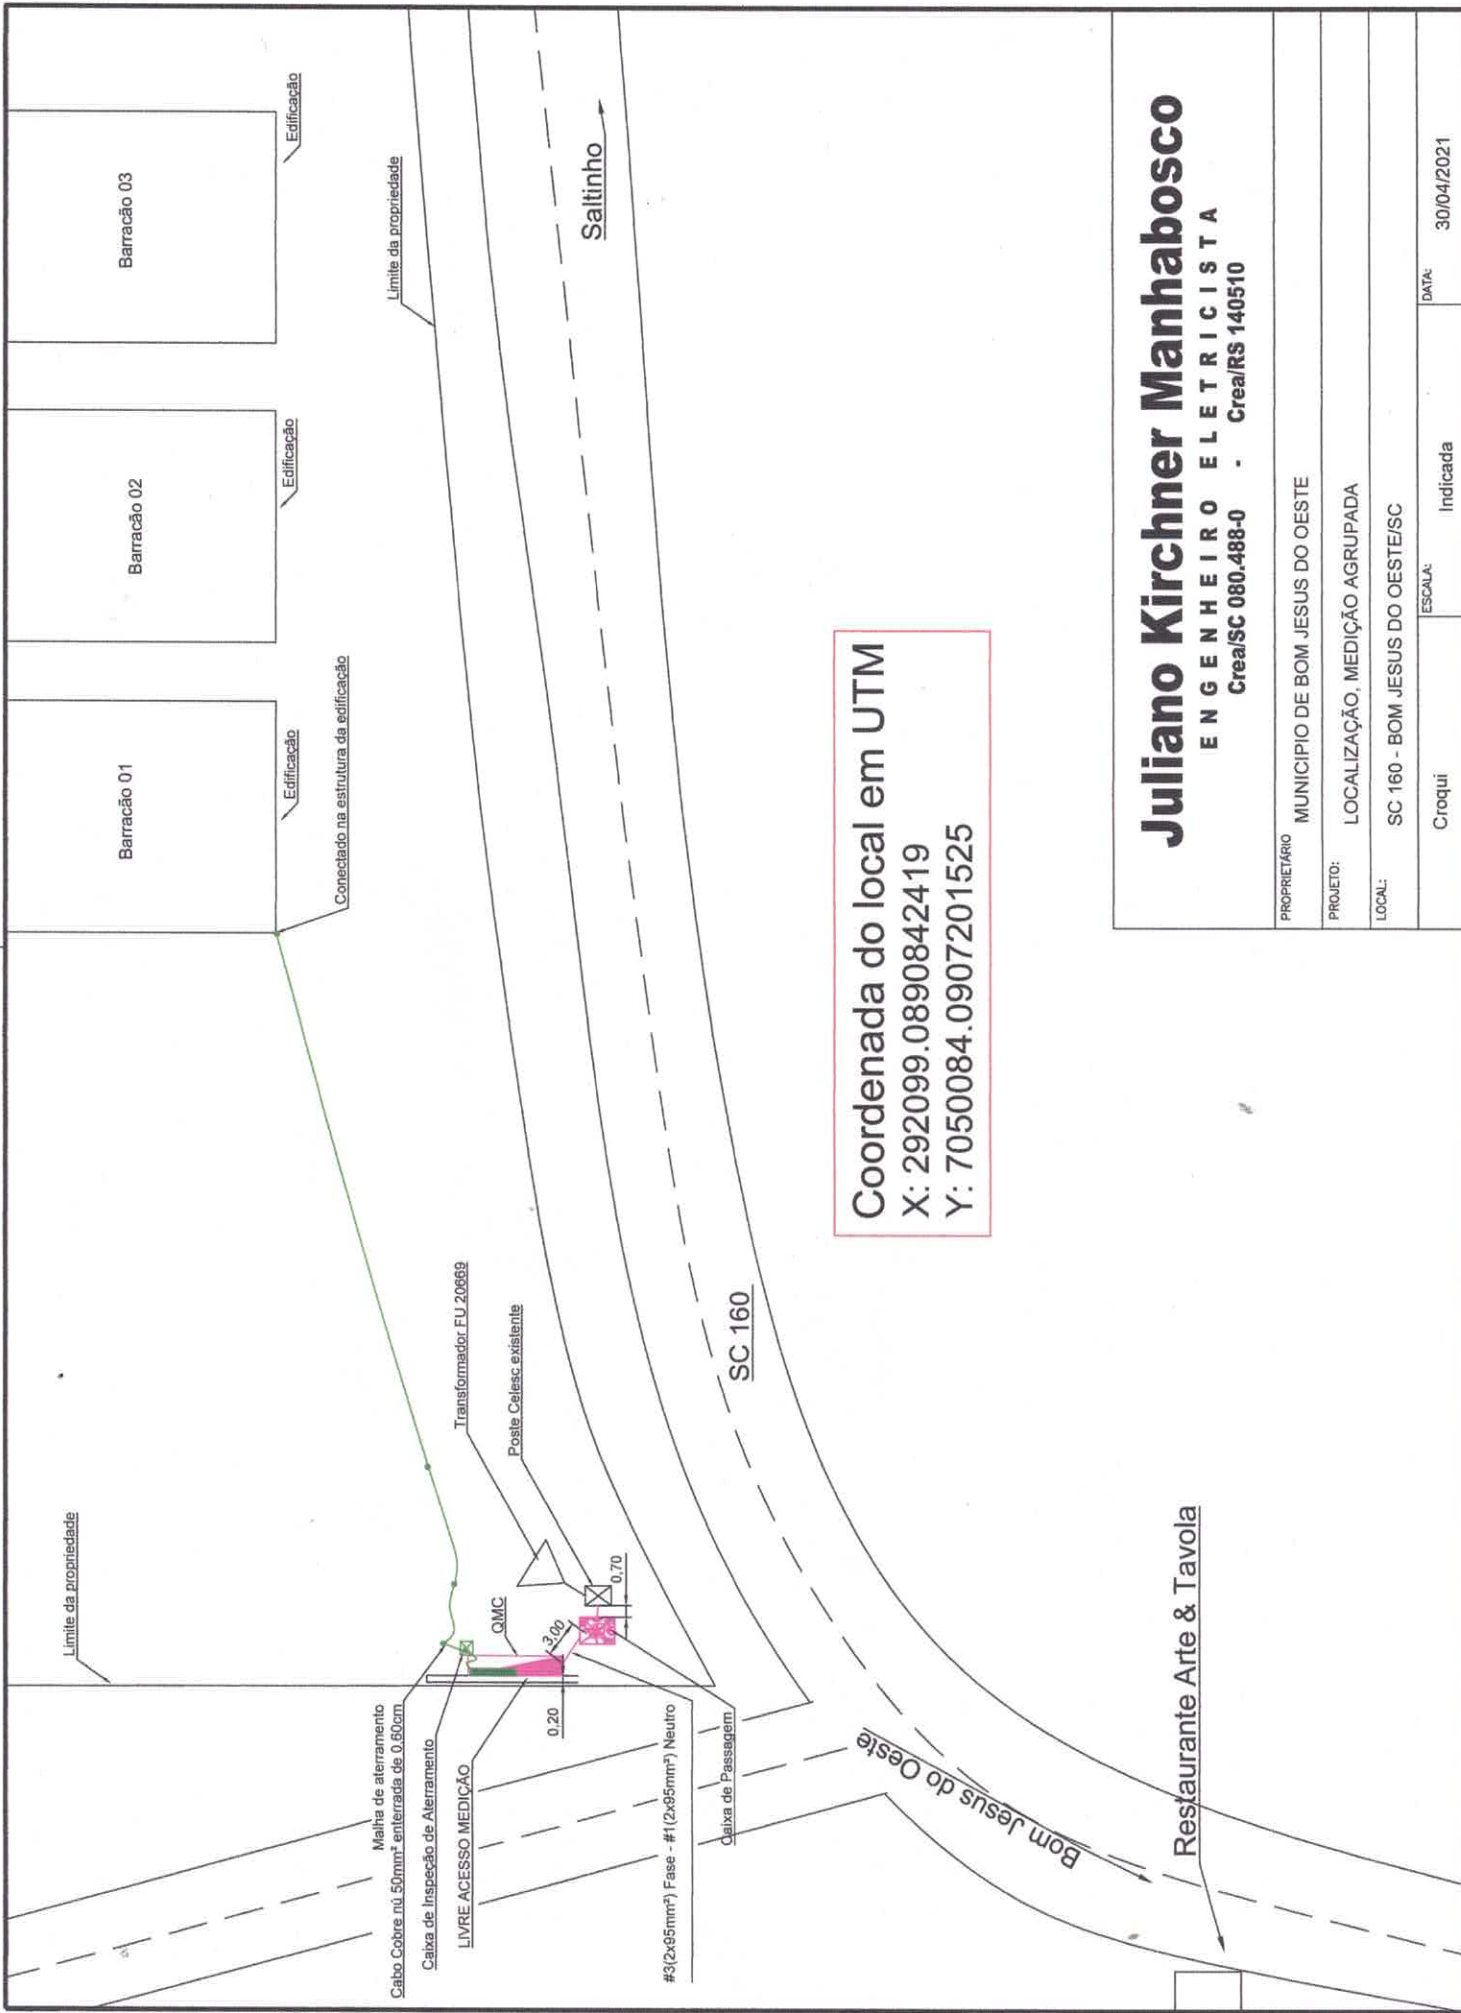 Limite da propriedade
Barracão 01
Barracão 02
Barracão 03
Edificação
Edificação
Edificação
Conectado na estrutura da edificação
Limite da propriedade
Saltinho
Malha de aterramento
Cabo Cobre nú 50mm² enterrada de 0,60cm
Caixa de Inspeção de Aterramento
LIVRE ACESSO MEDIÇÃO
QMC
Transformador FU 20669
Poste Celesc existente
0,20
3,00
0,70
#3(2x95mm²) Fase - #1(2x95mm²) Neutro
Caixa de Passagem
SC 160
Bom Jesus do Oeste
Restaurante Arte & Tavola
Coordenada do local em UTM
X: 292099.0890842419
Y: 7050084.0907201525
Juliano Kirchner Manhabosco
ENGENHEIRO ELETRICISTA
Crea/SC 080.488-0 - Crea/RS 140510
PROPRIETÁRIO
MUNICIPIO DE BOM JESUS DO OESTE
PROJETO:
LOCALIZAÇÃO, MEDIÇÃO AGRUPADA
LOCAL:
SC 160 - BOM JESUS DO OESTE/SC
Croqui
ESCALA:
Indicada
DATA:
30/04/2021